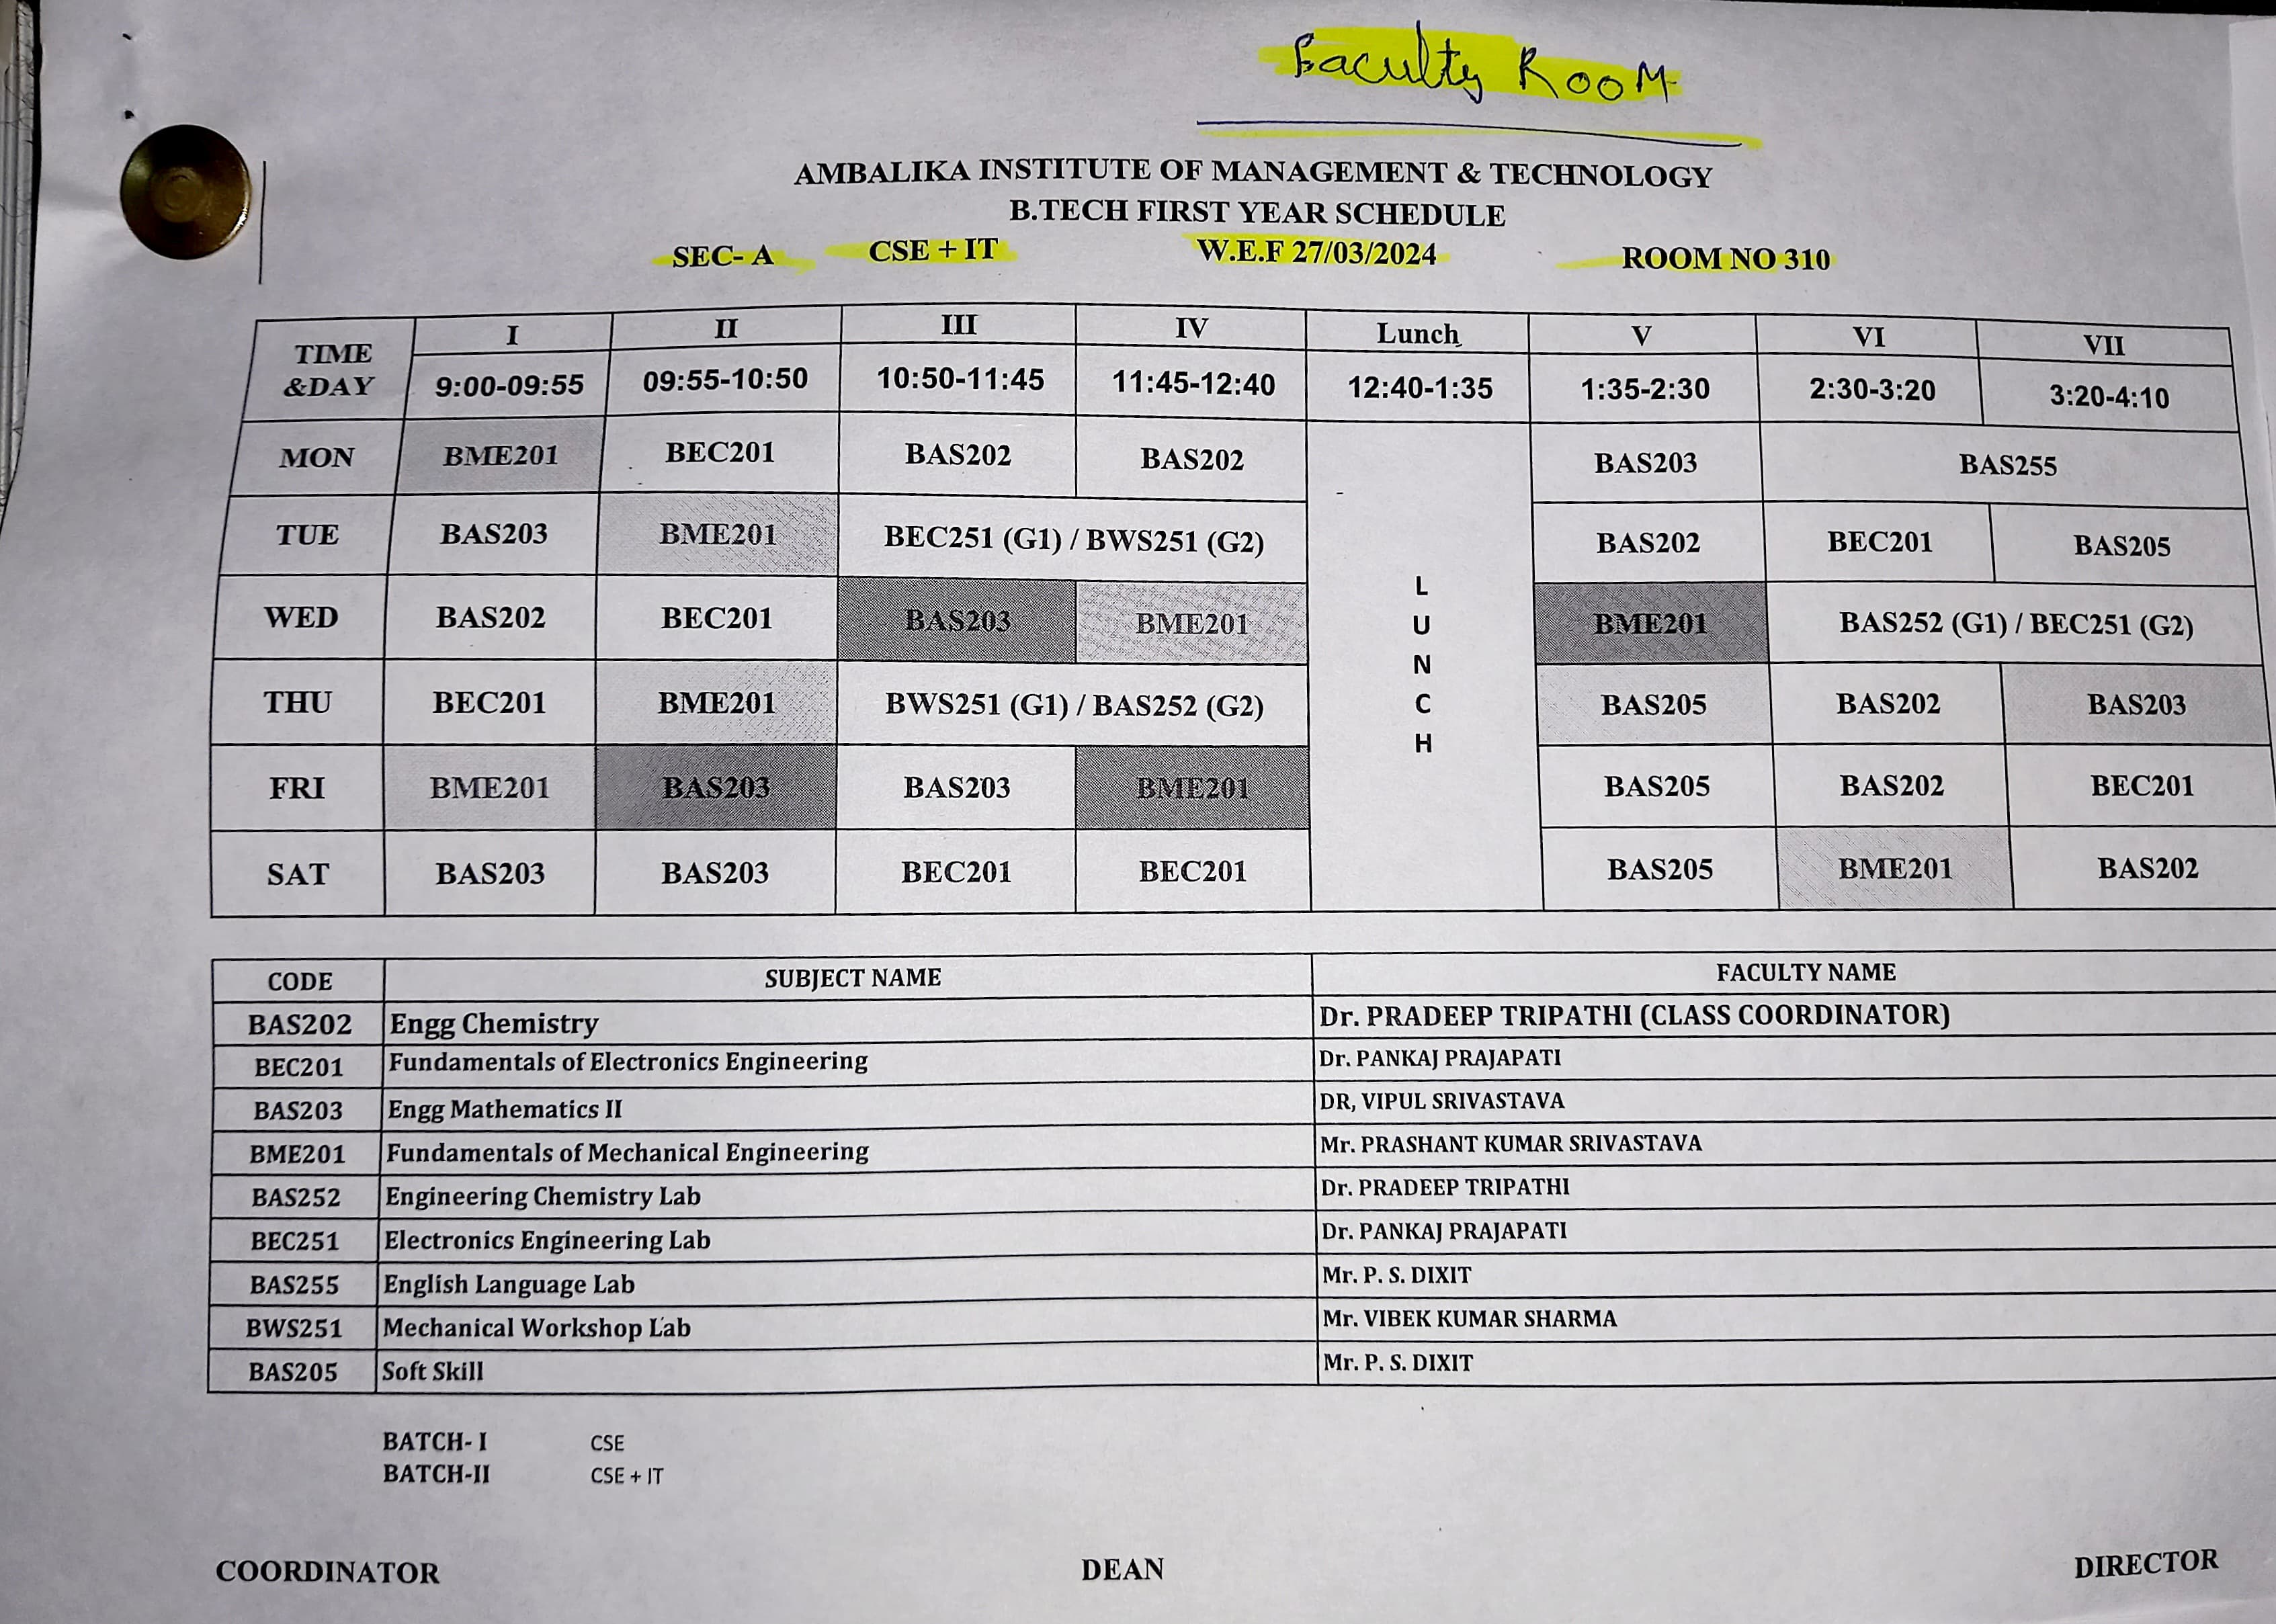 Faculty Room
AMBALIKA INSTITUTE OF MANAGEMENT & TECHNOLOGY
B.TECH FIRST YEAR SCHEDULE
SEC- A CSE + IT W.E.F 27/03/2024 ROOM NO 310
TIME &DAY I II III IV Lunch V VI VII
9:00-09:55 09:55-10:50 10:50-11:45 11:45-12:40 12:40-1:35 1:35-2:30 2:30-3:20 3:20-4:10
MON BME201 BEC201 BAS202 BAS202 BAS203 BAS255
TUE BAS203 BME201 BEC251 (G1) / BWS251 (G2) BAS202 BEC201 BAS205
WED BAS202 BEC201 BAS203 BME201 BME201 BAS252 (G1) / BEC251 (G2)
THU BEC201 BME201 BWS251 (G1) / BAS252 (G2) BAS205 BAS202 BAS203
FRI BME201 BAS203 BAS203 BME201 BAS205 BAS202 BEC201
SAT BAS203 BAS203 BEC201 BEC201 BAS205 BME201 BAS202
L
U
N
C
H
CODE SUBJECT NAME FACULTY NAME
BAS202 Engg Chemistry Dr. PRADEEP TRIPATHI (CLASS COORDINATOR)
BEC201 Fundamentals of Electronics Engineering Dr. PANKAJ PRAJAPATI
BAS203 Engg Mathematics II DR, VIPUL SRIVASTAVA
BME201 Fundamentals of Mechanical Engineering Mr. PRASHANT KUMAR SRIVASTAVA
BAS252 Engineering Chemistry Lab Dr. PRADEEP TRIPATHI
BEC251 Electronics Engineering Lab Dr. PANKAJ PRAJAPATI
BAS255 English Language Lab Mr. P. S. DIXIT
BWS251 Mechanical Workshop Lab Mr. VIBEK KUMAR SHARMA
BAS205 Soft Skill Mr. P. S. DIXIT
BATCH- I CSE
BATCH-II CSE + IT
COORDINATOR DEAN DIRECTOR